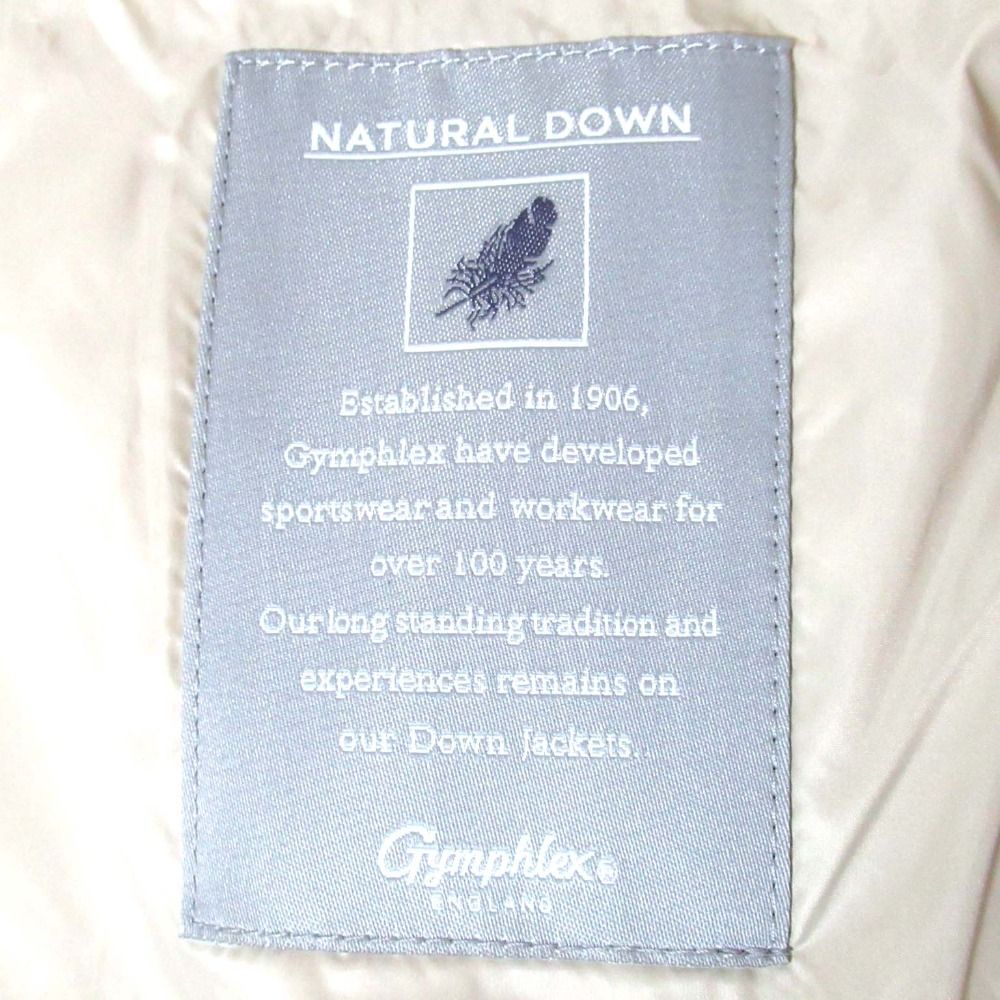 NATURAL DOWN
Established in 1906,
Gymphlex have developed
sportswear and workwear for
over 100 years.
Our long standing tradition and
experiences remains on
our Down Jackets.
Gymphlex®
ENGLAND